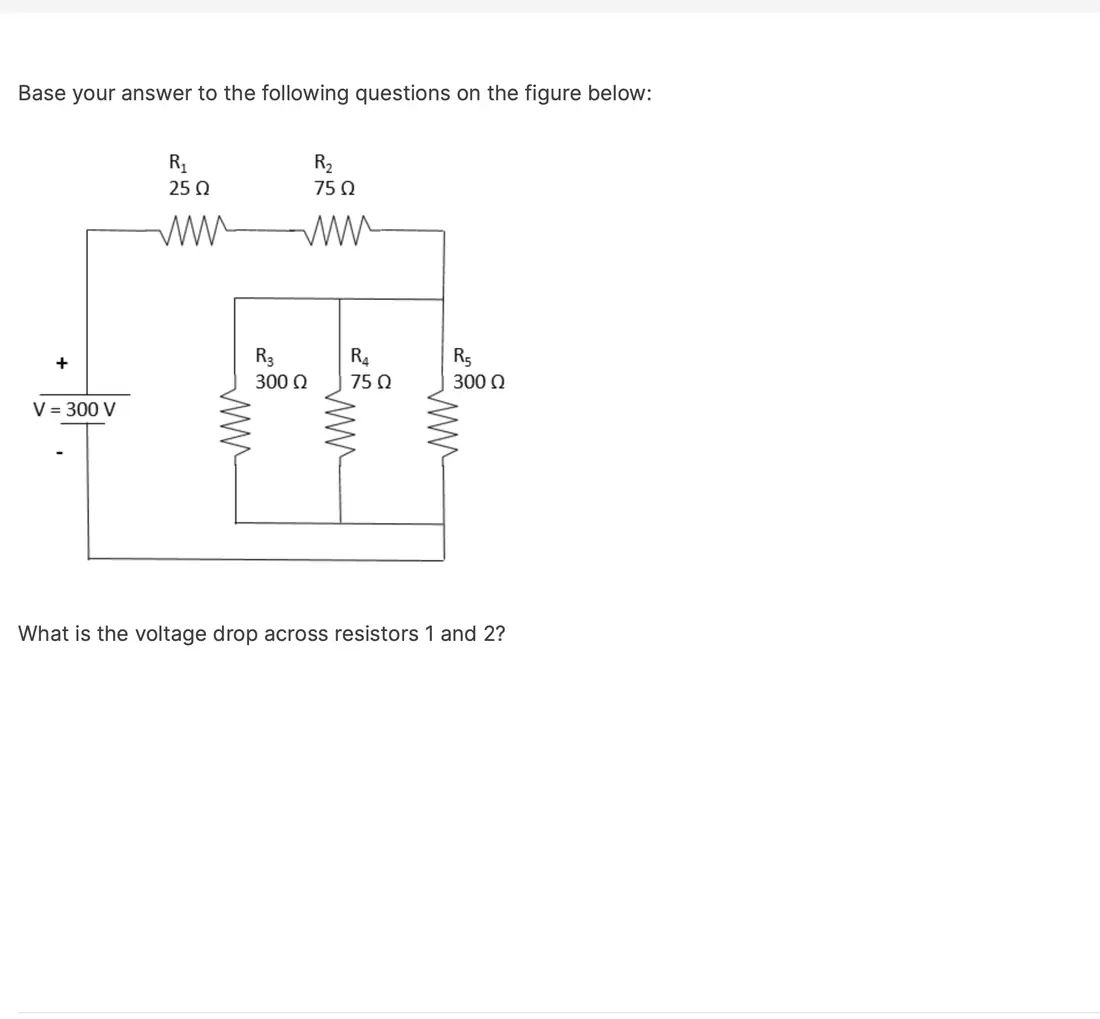 Base your answer to the following questions on the figure below:
R₁
25 Ω
R₂
75 Ω
+
V = 300 V
-
R₃
300 Ω
R₄
75 Ω
R₅
300 Ω
What is the voltage drop across resistors 1 and 2?